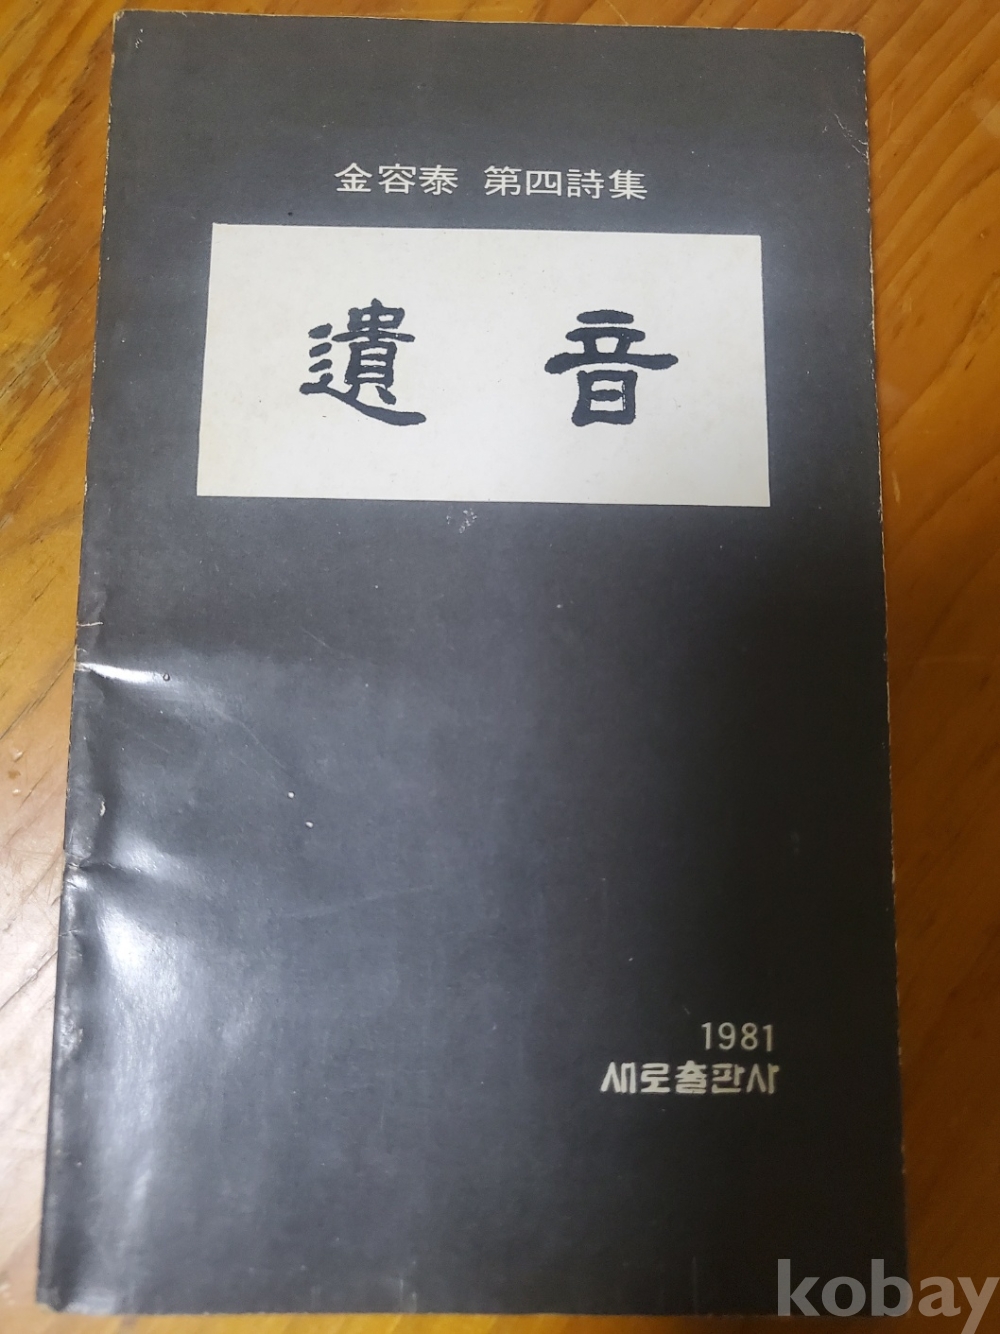 金容泰 第四詩集
遺音
1981
새로출판사
kobay